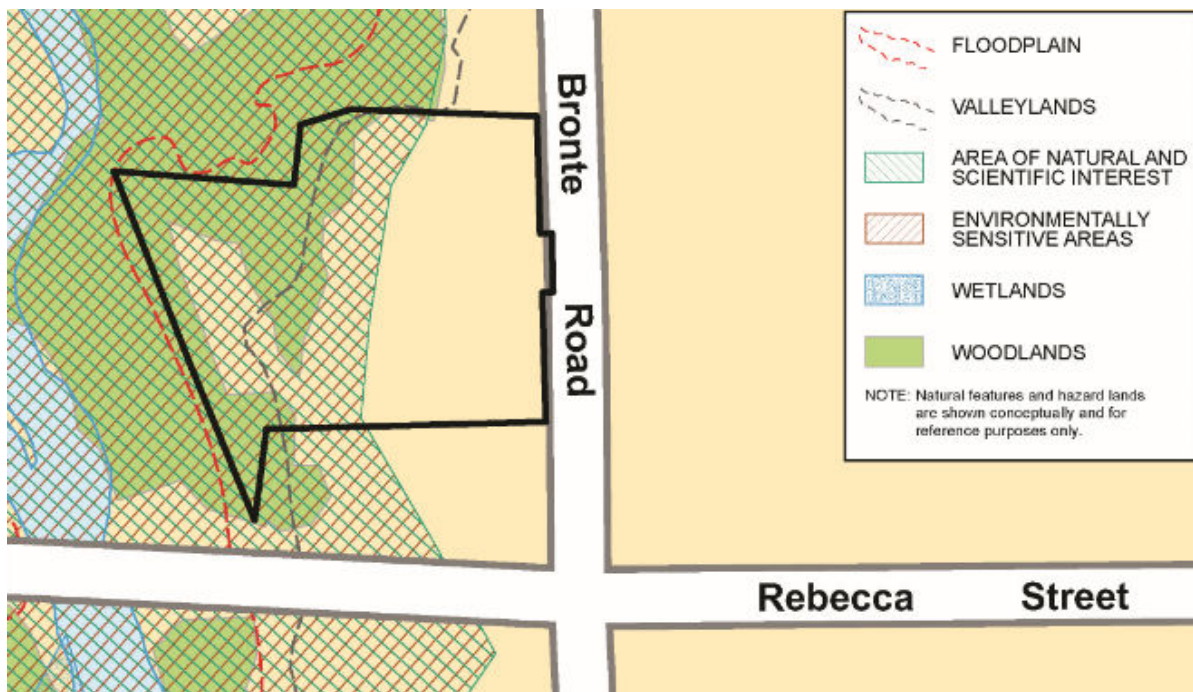 Bronte
Road
Rebecca Street
FLOODPLAIN
VALLEYLANDS
AREA OF NATURAL AND
SCIENTIFIC INTEREST
ENVIRONMENTALLY
SENSITIVE AREAS
WETLANDS
WOODLANDS
NOTE: Natural features and hazard lands
are shown conceptually and for
reference purposes only.